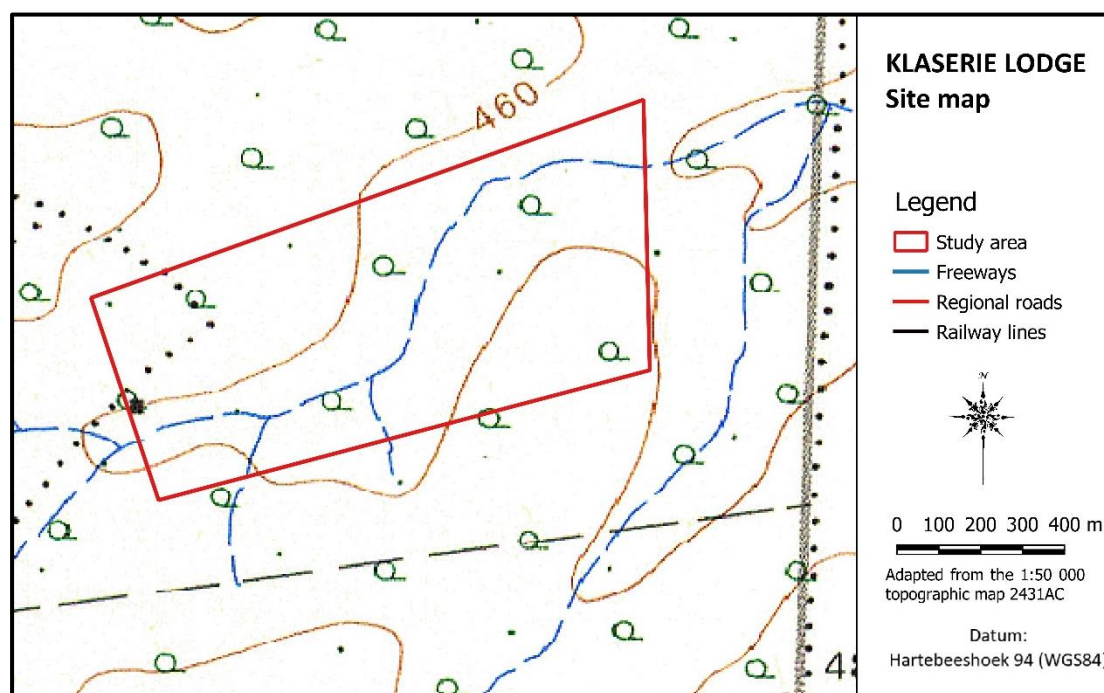 KLASERIE LODGE
Site map
Legend
Study area
Freeways
Regional roads
Railway lines
N
0 100 200 300 400 m
Adapted from the 1:50 000
topographic map 2431AC
Datum:
Hartebeeshoek 94 (WGS84)
460